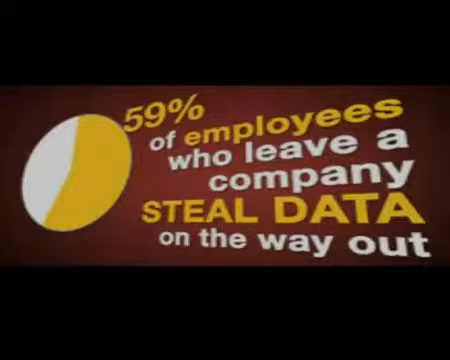 59%
of employees
who leave a
company
STEAL DATA
on the way out